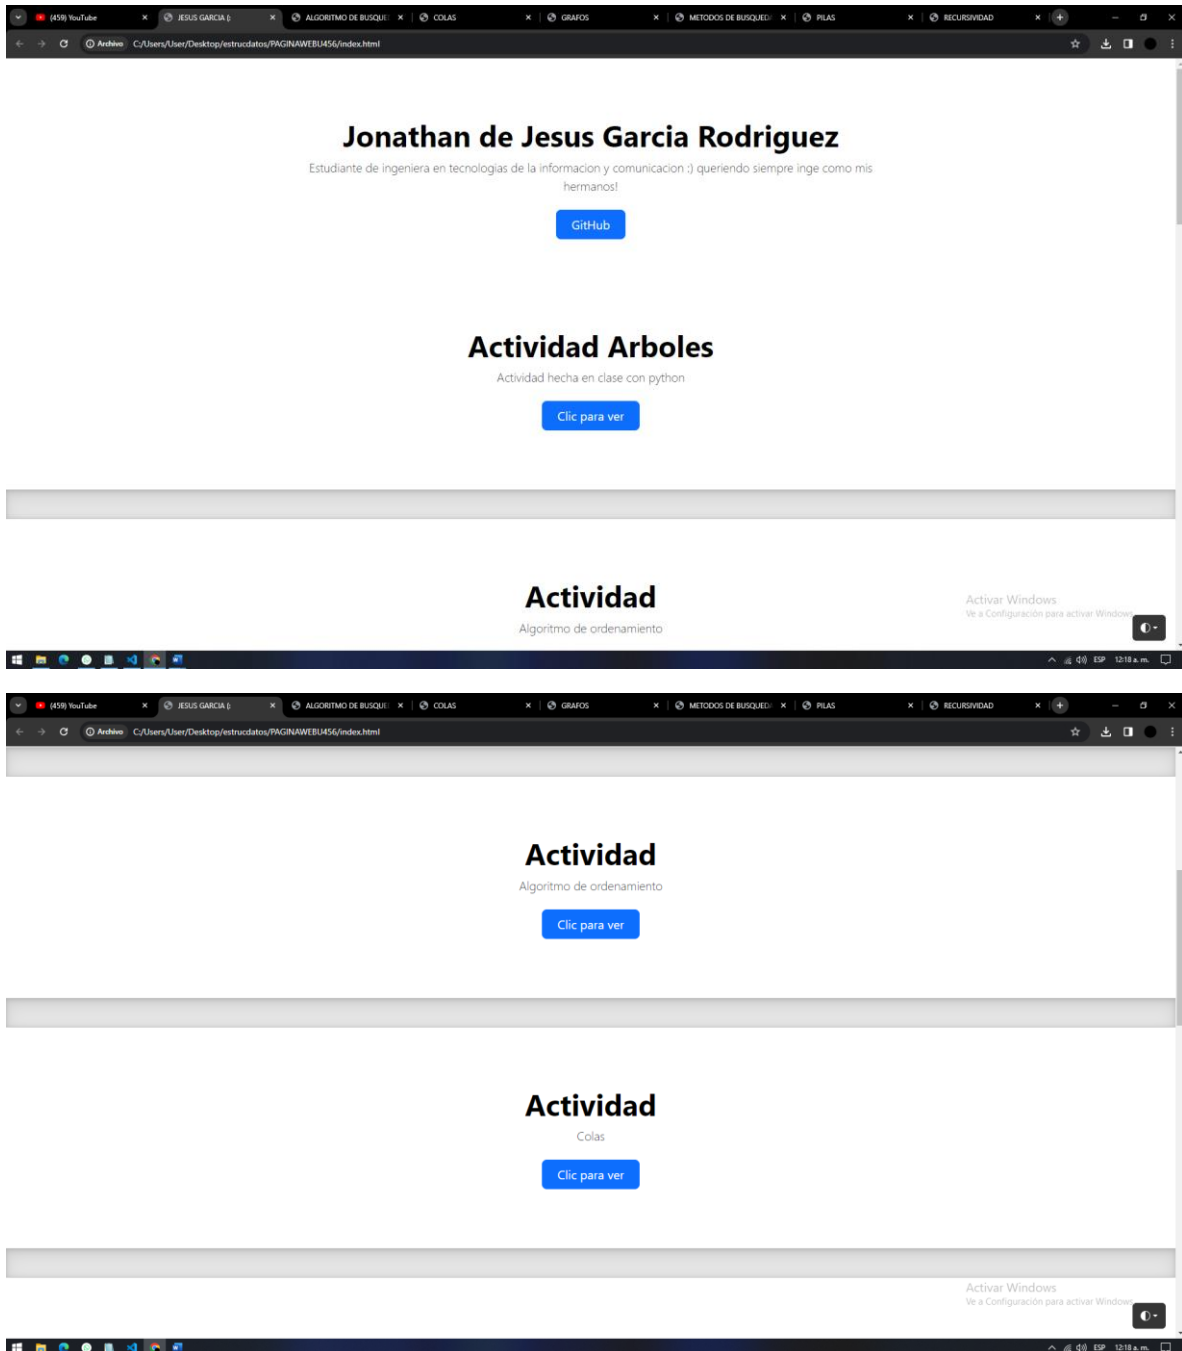 (459) YouTube
JESUS GARCIA (:
ALGORITMO DE BUSQUE
COLAS
GRAFOS
METODOS DE BUSQUED
PILAS
RECURSIVIDAD
Archivo C:/Users/User/Desktop/estrucdatos/PAGINAWEBU456/index.html
Jonathan de Jesus Garcia Rodriguez
Estudiante de ingeniera en tecnologias de la informacion y comunicacion :) queriendo siempre inge como mis
hermanos!
GitHub
Actividad Arboles
Actividad hecha en clase con python
Clic para ver
Actividad
Algoritmo de ordenamiento
Activar Windows
Ve a Configuración para activar Windows.
ESP 12:18 a. m.
(459) YouTube
JESUS GARCIA (:
ALGORITMO DE BUSQUE
COLAS
GRAFOS
METODOS DE BUSQUED
PILAS
RECURSIVIDAD
Archivo C:/Users/User/Desktop/estrucdatos/PAGINAWEBU456/index.html
Actividad
Algoritmo de ordenamiento
Clic para ver
Actividad
Colas
Clic para ver
Activar Windows
Ve a Configuración para activar Windows.
ESP 12:18 a. m.